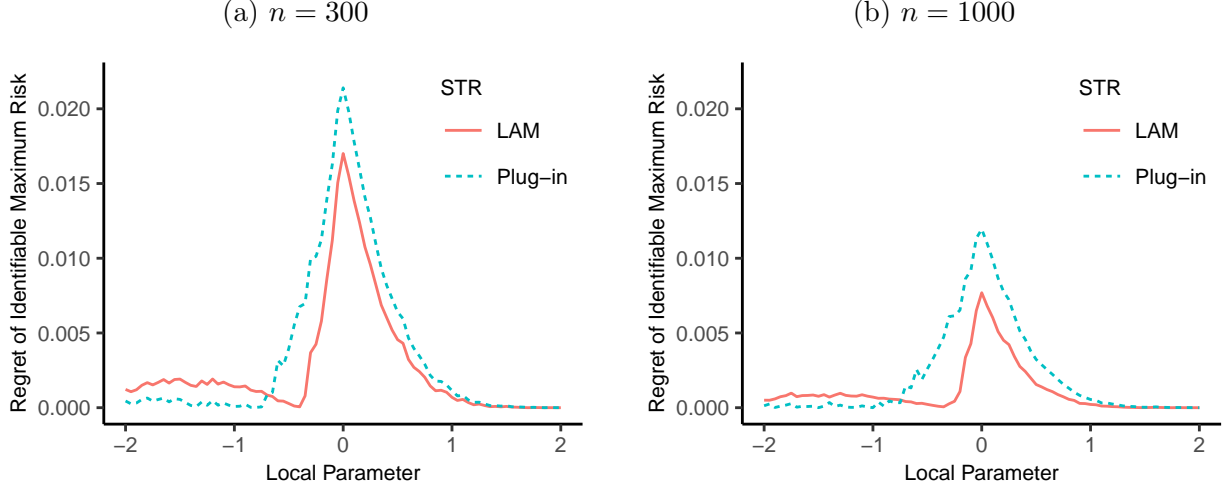 (a) n = 300
Regret of Identifiable Maximum Risk
0.020
0.015
0.010
0.005
0.000
−2
−1
0
1
2
Local Parameter
STR
LAM
Plug−in
(b) n = 1000
Regret of Identifiable Maximum Risk
0.020
0.015
0.010
0.005
0.000
−2
−1
0
1
2
Local Parameter
STR
LAM
Plug−in